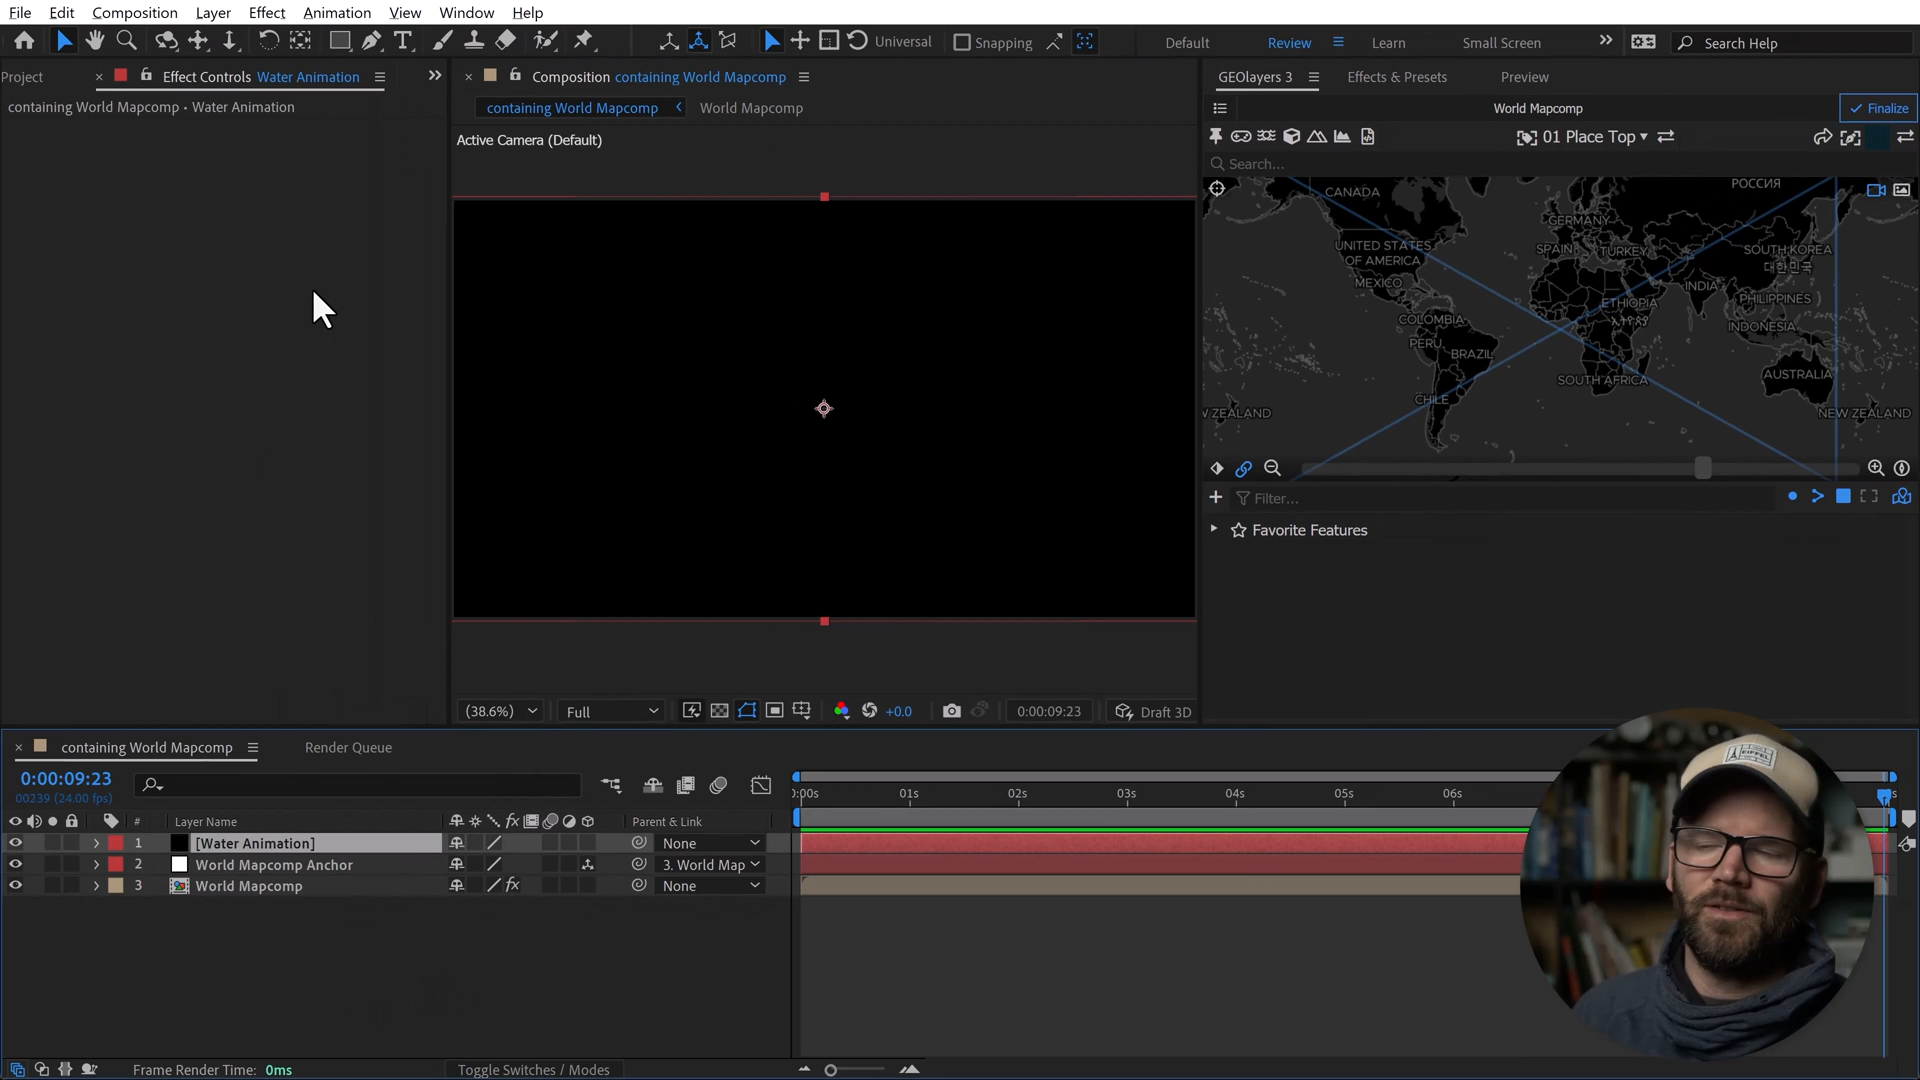 File Edit Composition Layer Effect Animation View Window Help
Universal Snapping Default Review Learn Small Screen Search Help
Project Effect Controls Water Animation
Composition containing World Mapcomp
GEOlayers 3 Effects & Presets Preview
containing World Mapcomp • Water Animation
containing World Mapcomp World Mapcomp
World Mapcomp Finalize
Active Camera (Default)
01 Place Top
Search...
CANADA
РОССИЯ
GERMANY
UNITED STATES
OF AMERICA
SPAIN
TURKEY
SOUTH KOREA
대한민국
MEXICO
INDIA
PHILIPPINES
COLOMBIA
ETHIOPIA
ኢትዮጵያ
INDONESIA
PERU
BRAZIL
SOUTH AFRICA
AUSTRALIA
CHILE
W ZEALAND
NEW ZEALAND
Filter...
Favorite Features
(38.6%) Full +0.0 0:00:09:23 Draft 3D
containing World Mapcomp Render Queue
0:00:09:23
00239 (24.00 fps)
0:00s 01s 02s 03s 04s 05s 06s
# Layer Name fx Parent & Link
1 [Water Animation] None
2 World Mapcomp Anchor 3. World Map
3 World Mapcomp fx None
Frame Render Time: 0ms Toggle Switches / Modes
EIFFEL